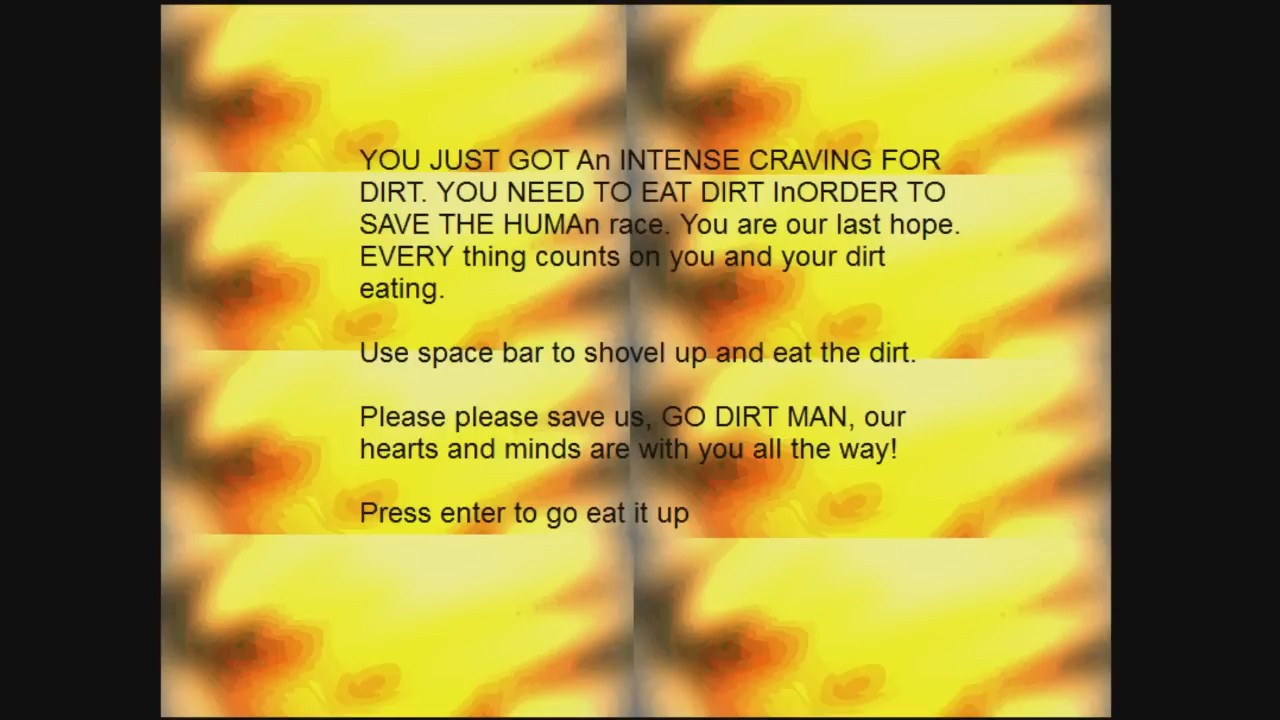 YOU JUST GOT An INTENSE CRAVING FOR
DIRT. YOU NEED TO EAT DIRT InORDER TO
SAVE THE HUMAn race. You are our last hope.
EVERY thing counts on you and your dirt
eating.
Use space bar to shovel up and eat the dirt.
Please please save us, GO DIRT MAN, our
hearts and minds are with you all the way!
Press enter to go eat it up